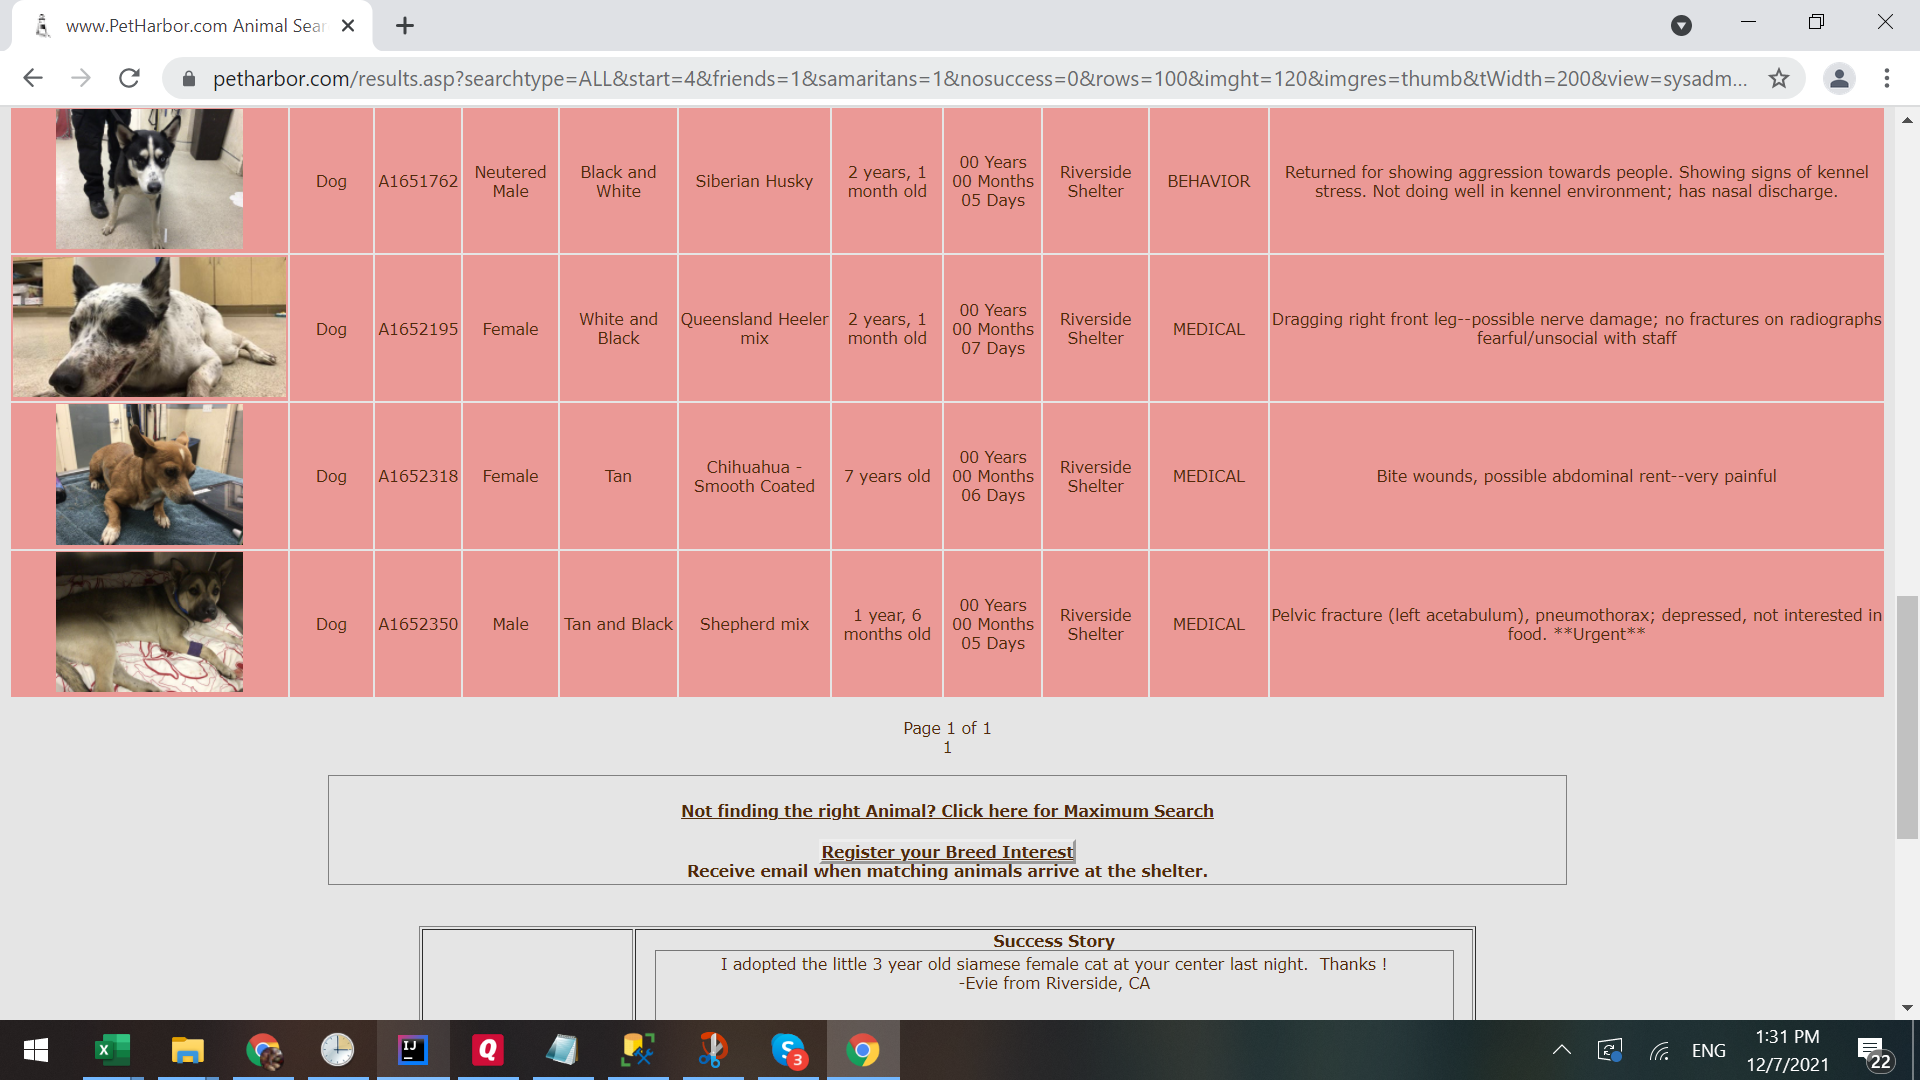 www.PetHarbor.com Animal Sear
petharbor.com/results.asp?searchtype=ALL&start=4&friends=1&samaritans=1&nosuccess=0&rows=100&imght=120&imgres=thumb&tWidth=200&view=sysadm...
Dog
A1651762
Neutered
Male
Black and
White
Siberian Husky
2 years, 1
month old
00 Years
00 Months
05 Days
Riverside
Shelter
BEHAVIOR
Returned for showing aggression towards people. Showing signs of kennel
stress. Not doing well in kennel environment; has nasal discharge.
Dog
A1652195
Female
White and
Black
Queensland Heeler
mix
2 years, 1
month old
00 Years
00 Months
07 Days
Riverside
Shelter
MEDICAL
Dragging right front leg--possible nerve damage; no fractures on radiographs
fearful/unsocial with staff
Dog
A1652318
Female
Tan
Chihuahua -
Smooth Coated
7 years old
00 Years
00 Months
06 Days
Riverside
Shelter
MEDICAL
Bite wounds, possible abdominal rent--very painful
Dog
A1652350
Male
Tan and Black
Shepherd mix
1 year, 6
months old
00 Years
00 Months
05 Days
Riverside
Shelter
MEDICAL
Pelvic fracture (left acetabulum), pneumothorax; depressed, not interested in
food. **Urgent**
Page 1 of 1
1
Not finding the right Animal? Click here for Maximum Search
Register your Breed Interest
Receive email when matching animals arrive at the shelter.
Success Story
I adopted the little 3 year old siamese female cat at your center last night.  Thanks !
-Evie from Riverside, CA
X
IJ
Q
S
3
ENG
1:31 PM
12/7/2021
22